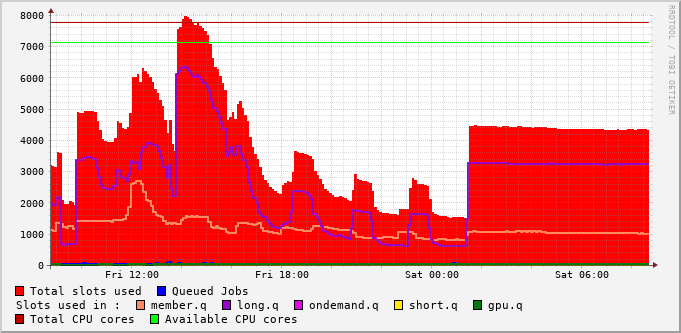 8000
7000
6000
5000
4000
3000
2000
1000
0
Fri 12:00 Fri 18:00 Sat 00:00 Sat 06:00
RRDTOOL / TOBI OETIKER
Total slots used Queued Jobs
Slots used in : member.q long.q ondemand.q short.q gpu.q
Total CPU cores Available CPU cores